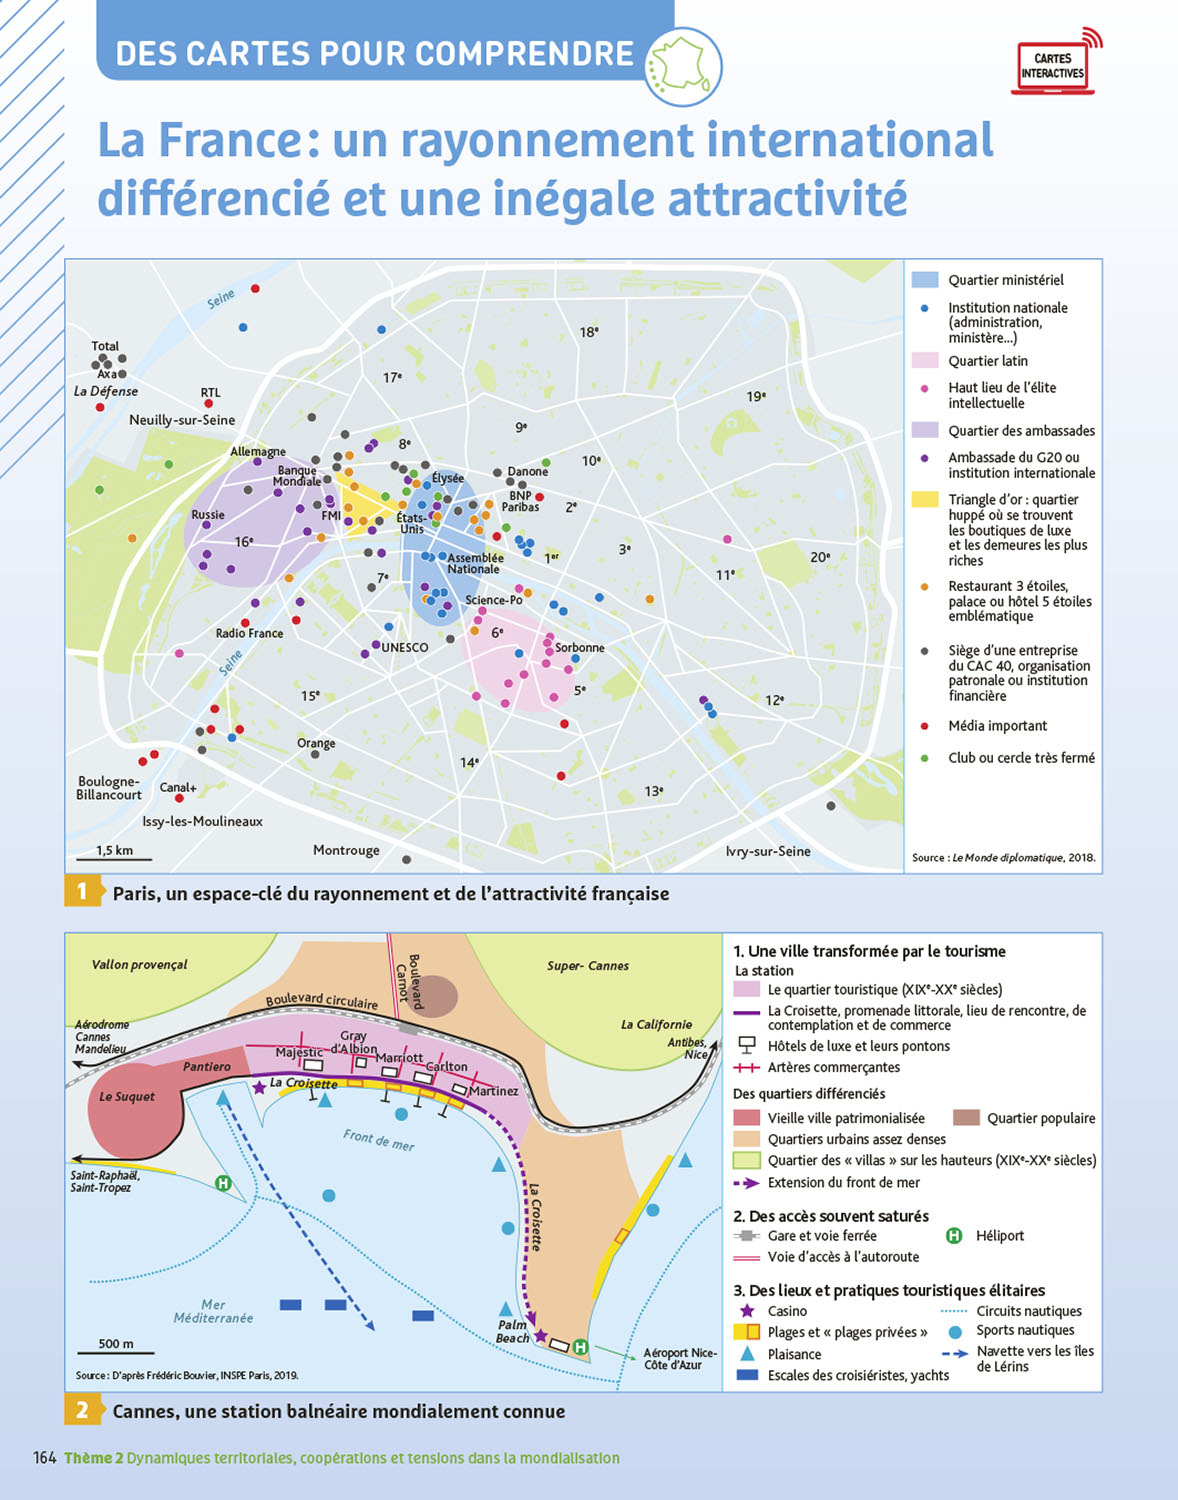 DES CARTES POUR COMPRENDRE
CARTES
INTERACTIVES
La France : un rayonnement international
différencié et une inégale attractivité
Seine
Total
Axa
La Défense
RTL
Neuilly-sur-Seine
17e
18e
19e
8e
9e
10e
Allemagne
Banque
Mondiale
Élysée
Danone
BNP
Paribas
2e
Russie
FMI
États-
Unis
16e
Assemblée
Nationale
1er
3e
20e
11e
7e
Science-Po
Radio France
Seine
UNESCO
6e
Sorbonne
5e
15e
12e
Orange
14e
13e
Boulogne-
Billancourt
Canal+
Issy-les-Moulineaux
Montrouge
Ivry-sur-Seine
1,5 km
Quartier ministériel
Institution nationale
(administration,
ministère...)
Quartier latin
Haut lieu de l'élite
intellectuelle
Quartier des ambassades
Ambassade du G20 ou
institution internationale
Triangle d'or : quartier
huppé où se trouvent
les boutiques de luxe
et les demeures les plus
riches
Restaurant 3 étoiles,
palace ou hôtel 5 étoiles
emblématique
Siège d'une entreprise
du CAC 40, organisation
patronale ou institution
financière
Média important
Club ou cercle très fermé
Source : Le Monde diplomatique, 2018.
1 Paris, un espace-clé du rayonnement et de l'attractivité française
Vallon provençal
Boulevard
Carnot
Super- Cannes
Boulevard circulaire
La Californie
Antibes,
Nice
Aérodrome
Cannes
Mandelieu
Pantiero
Majestic
Gray
d'Albion
Marriott
Carlton
Martinez
La Croisette
Le Suquet
Front de mer
Saint-Raphaël,
Saint-Tropez
H
La Croisette
Mer
Méditerranée
Palm
Beach
H
Aéroport Nice-
Côte d'Azur
500 m
Source : D'après Frédéric Bouvier, INSPE Paris, 2019.
1. Une ville transformée par le tourisme
La station
Le quartier touristique (XIXe-XXe siècles)
La Croisette, promenade littorale, lieu de rencontre, de
contemplation et de commerce
Hôtels de luxe et leurs pontons
Artères commerçantes
Des quartiers différenciés
Vieille ville patrimonialisée
Quartier populaire
Quartiers urbains assez denses
Quartier des « villas » sur les hauteurs (XIXe-XXe siècles)
Extension du front de mer
2. Des accès souvent saturés
Gare et voie ferrée
H Héliport
Voie d'accès à l'autoroute
3. Des lieux et pratiques touristiques élitaires
Casino
Circuits nautiques
Plages et « plages privées »
Sports nautiques
Plaisance
Navette vers les îles
de Lérins
Escales des croisiéristes, yachts
2 Cannes, une station balnéaire mondialement connue
164 Thème 2 Dynamiques territoriales, coopérations et tensions dans la mondialisation